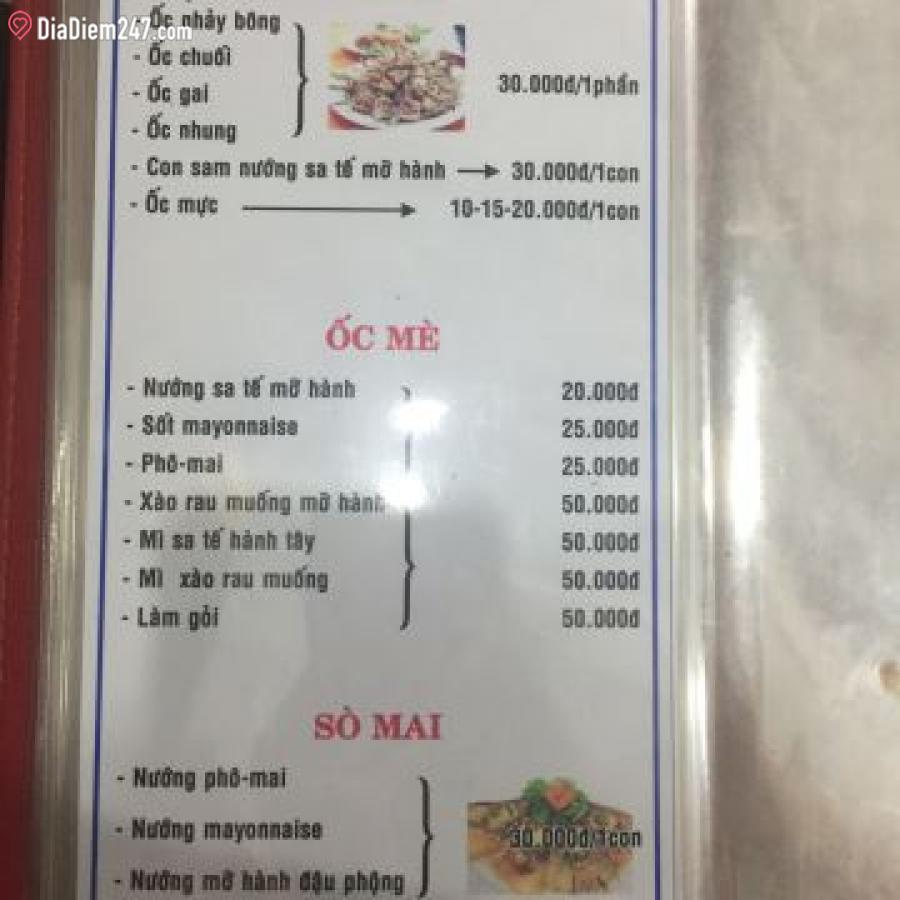 DiaDiem247.com
- Ốc nhảy bông
- Ốc chuối
- Ốc gai
- Ốc nhung
30.000đ/1phần
- Con sam nướng sa tế mỡ hành → 30.000đ/1con
- Ốc mực → 10-15-20.000đ/1con
ỐC MÈ
- Nướng sa tế mỡ hành 20.000đ
- Sốt mayonnaise 25.000đ
- Phô-mai 25.000đ
- Xào rau muống mỡ hành 50.000đ
- Mì sa tế hành tây 50.000đ
- Mì xào rau muống 50.000đ
- Làm gỏi 50.000đ
SÒ MAI
- Nướng phô-mai
- Nướng mayonnaise 30.000đ/1con
- Nướng mỡ hành đậu phộng